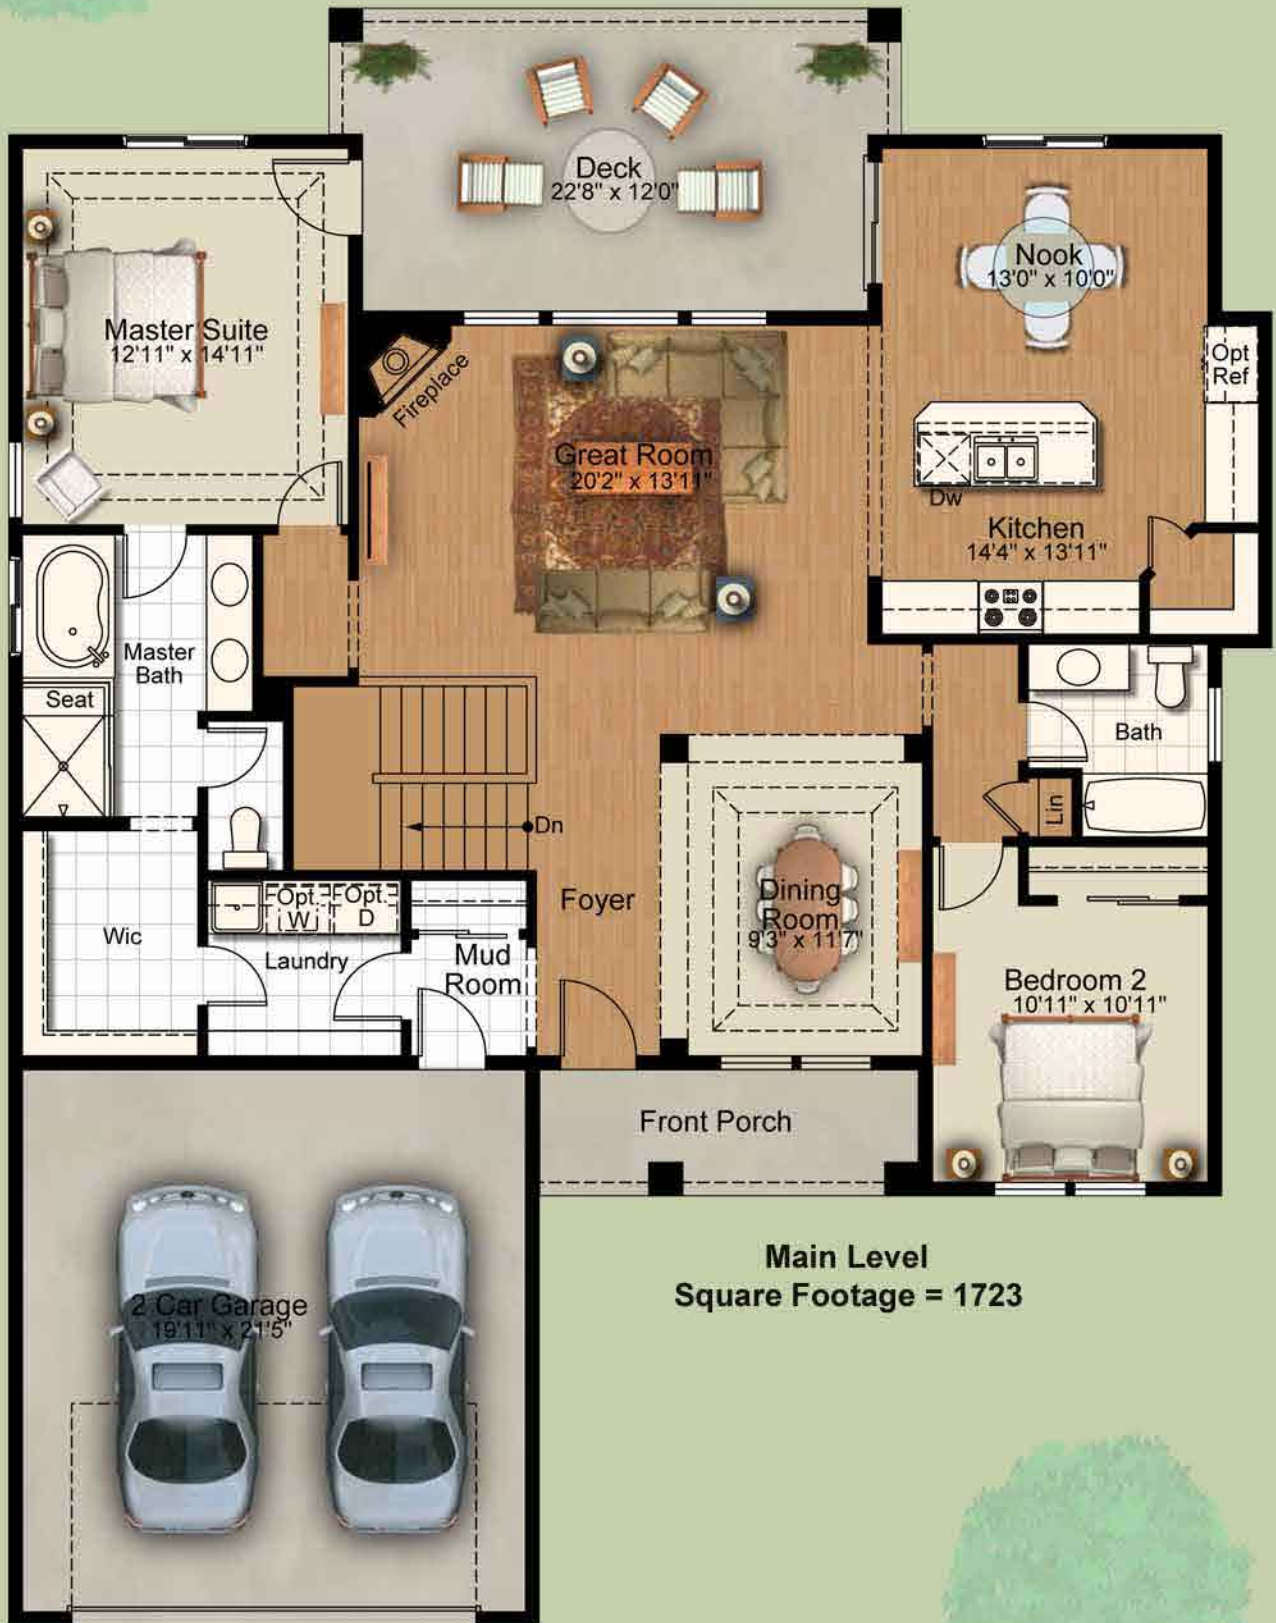 Deck
22'8" x 12'0"
Nook
13'0" x 10'0"
Master Suite
12'11" x 14'11"
Fireplace
Opt
Ref
Great Room
20'2" x 13'11"
Dw
Kitchen
14'4" x 13'11"
Master
Bath
Seat
Bath
Lin
Dn
Foyer
Dining
Room
9'3" x 11'7"
Opt.
W
Opt.
D
Wic
Laundry
Mud
Room
Bedroom 2
10'11" x 10'11"
Front Porch
Main Level
Square Footage = 1723
2 Car Garage
19'11" x 21'5"